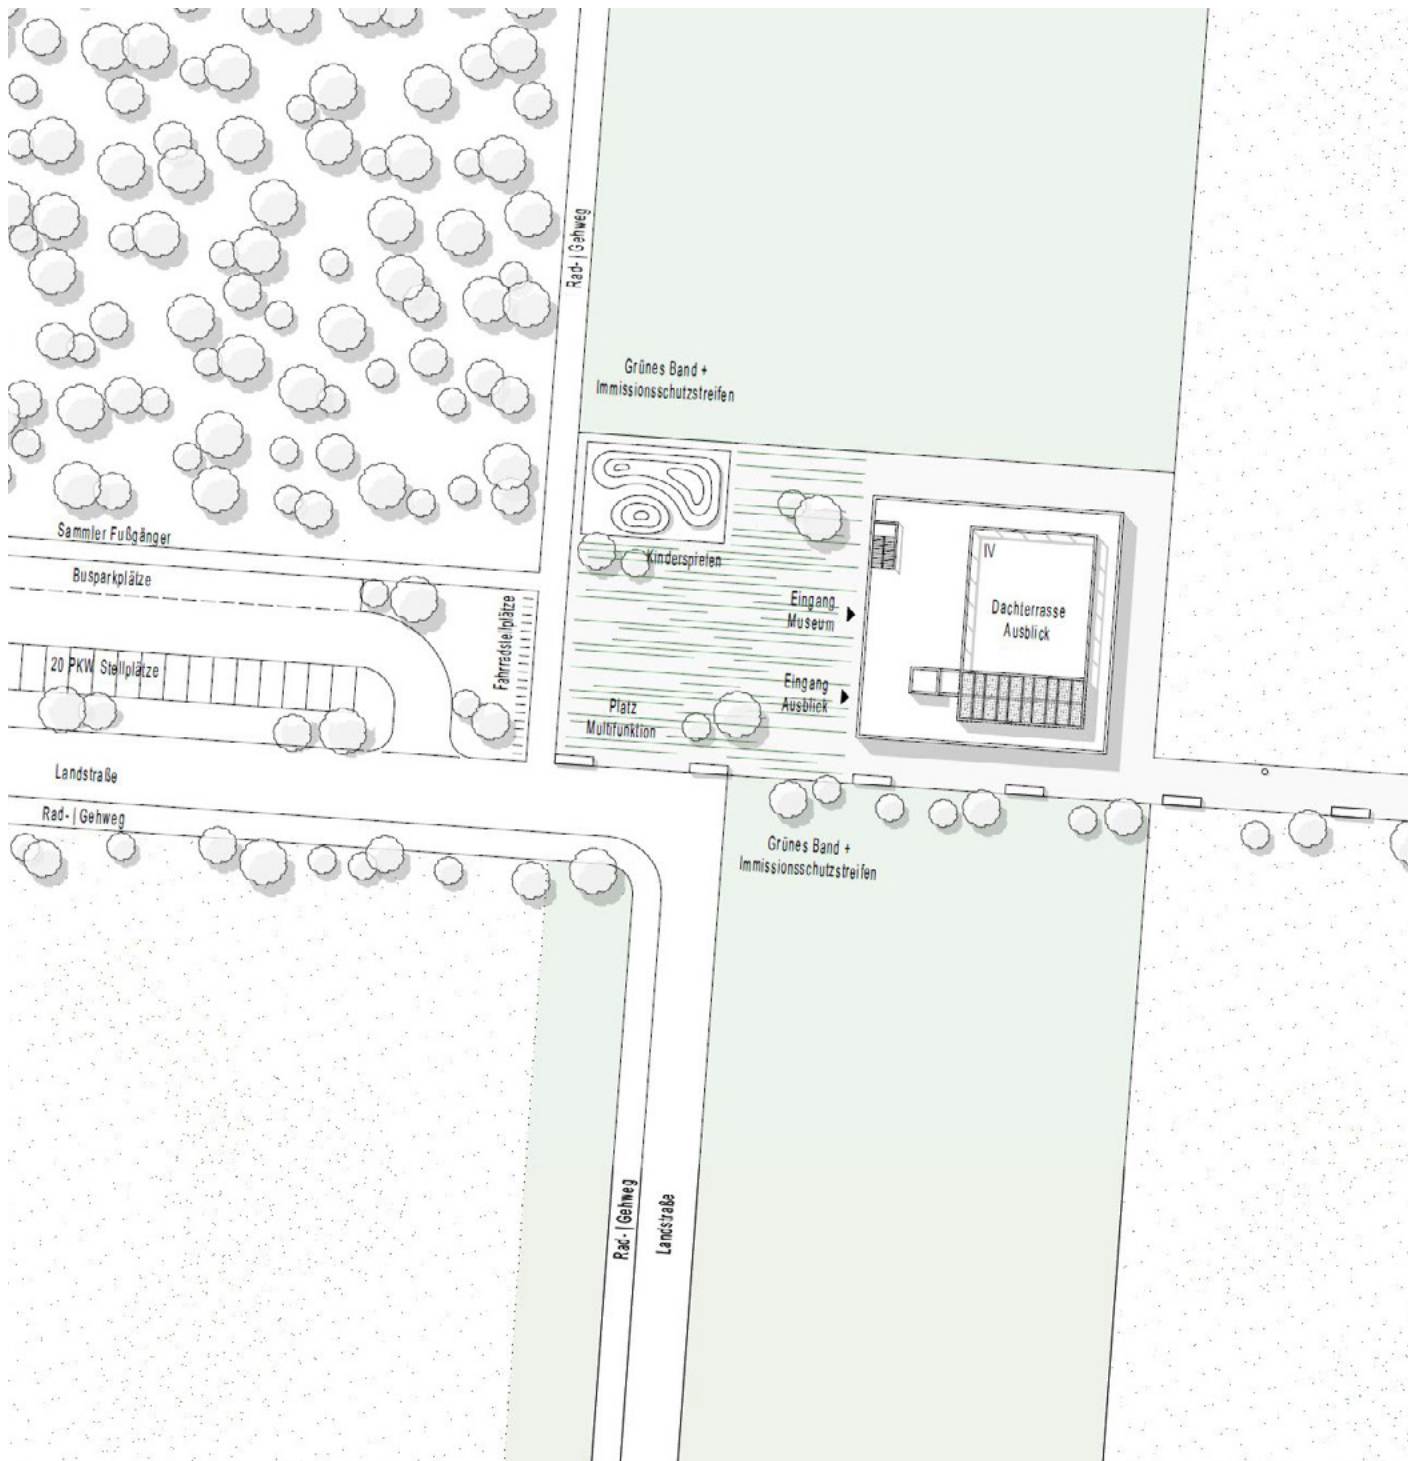 Rad- | Gehweg
Grünes Band +
Immissionsschutzstreifen
Sammler Fußgänger
Busparkplätze
Kinderspielen
IV
Dachterrasse
Ausblick
Eingang
Museum
Fahrradstellplätze
20 PKW Stellplätze
Eingang
Ausblick
Platz
Multifunktion
Landstraße
Rad- | Gehweg
Grünes Band +
Immissionsschutzstreifen
Rad- | Gehweg
Landstraße